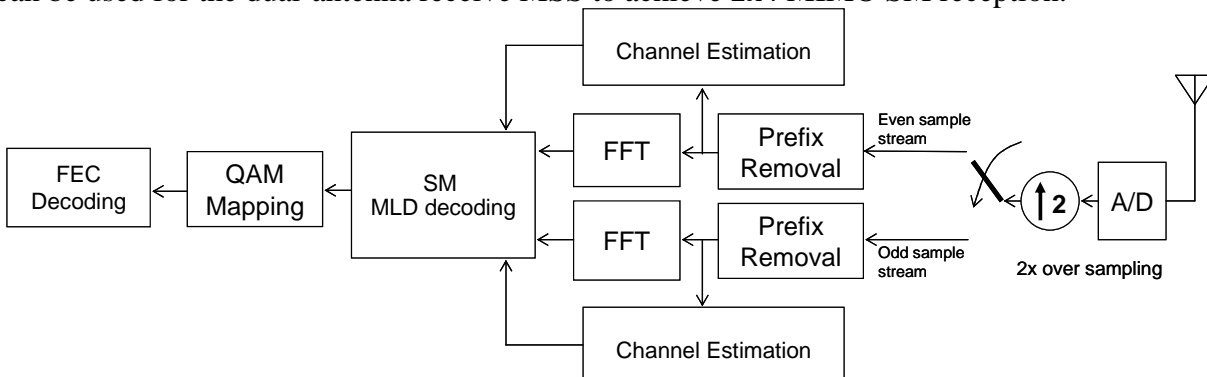 can be used for the dual antenna receive MSS to achieve 2x4 MIMO SM reception.
Channel Estimation
Even sample
stream
FFT
Prefix
Removal
FEC
Decoding
QAM
Mapping
SM
MLD decoding
2
A/D
FFT
Prefix
Removal
Odd sample
stream
2x over sampling
Channel Estimation